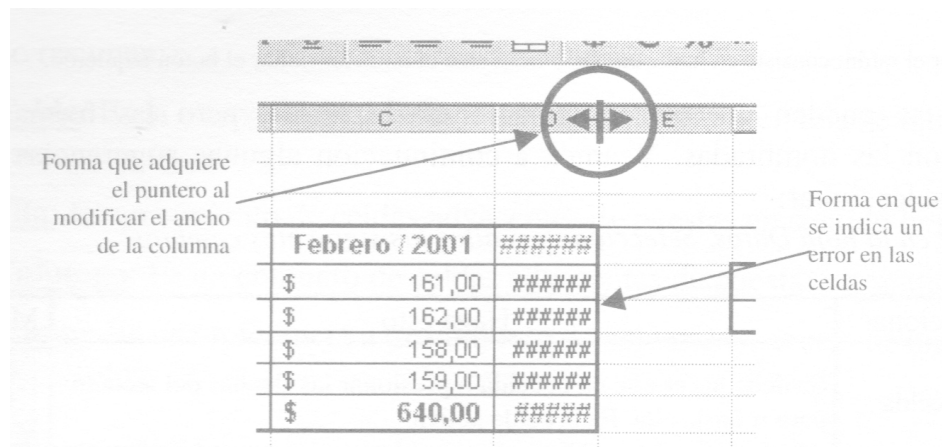 C D E
Forma que adquiere
el puntero al
modificar el ancho
de la columna
Forma en que
se indica un
error en las
celdas
Febrero / 2001 ######
$ 161,00 ######
$ 162,00 ######
$ 158,00 ######
$ 159,00 ######
$ 640,00 #####